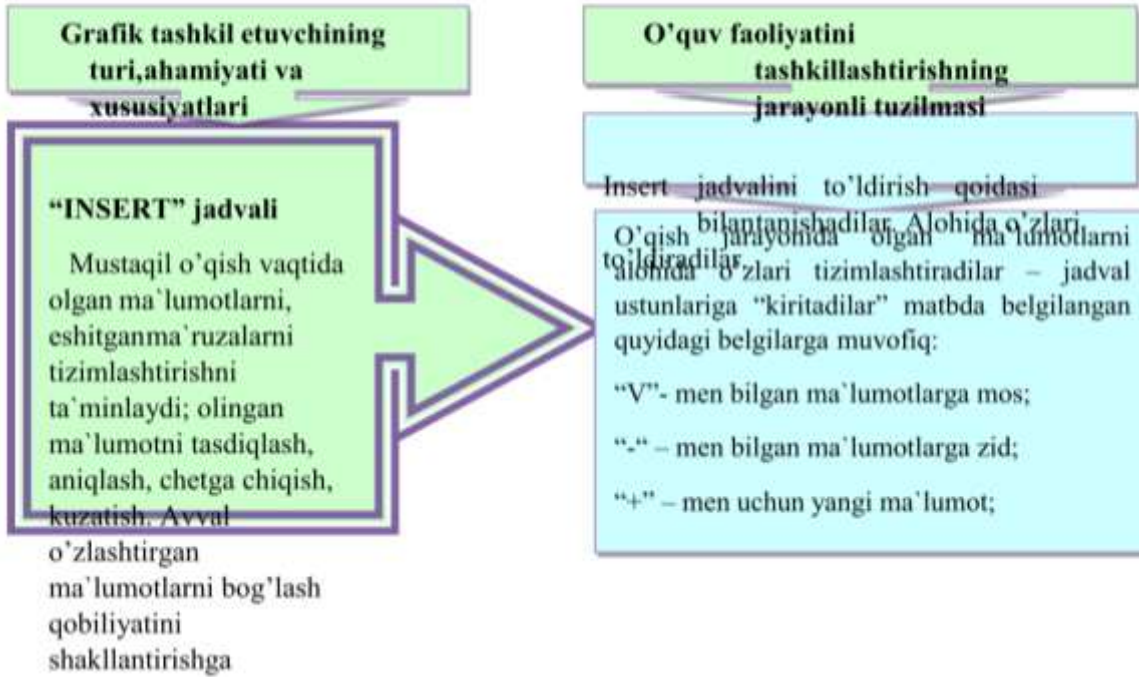 Grafik tashkil etuvchining
turi,ahamiyati va
xususiyatlari
“INSERT” jadvali
Mustaqil o’qish vaqtida
olgan ma`lumotlarni,
eshitganma`ruzalarni
tizimlashtirishni
ta`minlaydi; olingan
ma`lumotni tasdiqlash,
aniqlash, chetga chiqish,
kuzatish. Avval
o’zlashtirgan
ma`lumotlarni bog’lash
qobiliyatini
shakllantirishga
O’quv faoliyatini
tashkillashtirishning
jarayonli tuzilmasi
Insert jadvalini to’ldirish qoidasi
bilantanishadilar. Alohida o’zlari
to’ldiradilar.
O’qish jarayonida olgan ma`lumotlarni
alohida o’zlari tizimlashtiradilar – jadval
ustunlariga “kiritadilar” matbda belgilangan
quyidagi belgilarga muvofiq:
“V”- men bilgan ma`lumotlarga mos;
“-“ – men bilgan ma`lumotlarga zid;
“+” – men uchun yangi ma`lumot;